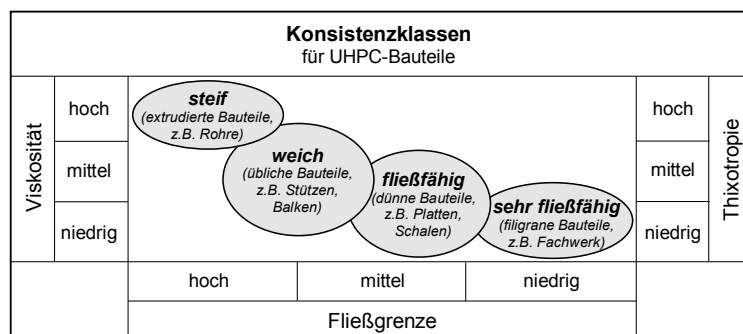 Konsistenzklassen
für UHPC-Bauteile
Viskosität
hoch
mittel
niedrig
steif
(extrudierte Bauteile,
z.B. Rohre)
weich
(übliche Bauteile,
z.B. Stützen,
Balken)
fließfähig
(dünne Bauteile,
z.B. Platten,
Schalen)
sehr fließfähig
(filigrane Bauteile,
z.B. Fachwerk)
hoch
mittel
niedrig
Thixotropie
hoch
mittel
niedrig
Fließgrenze